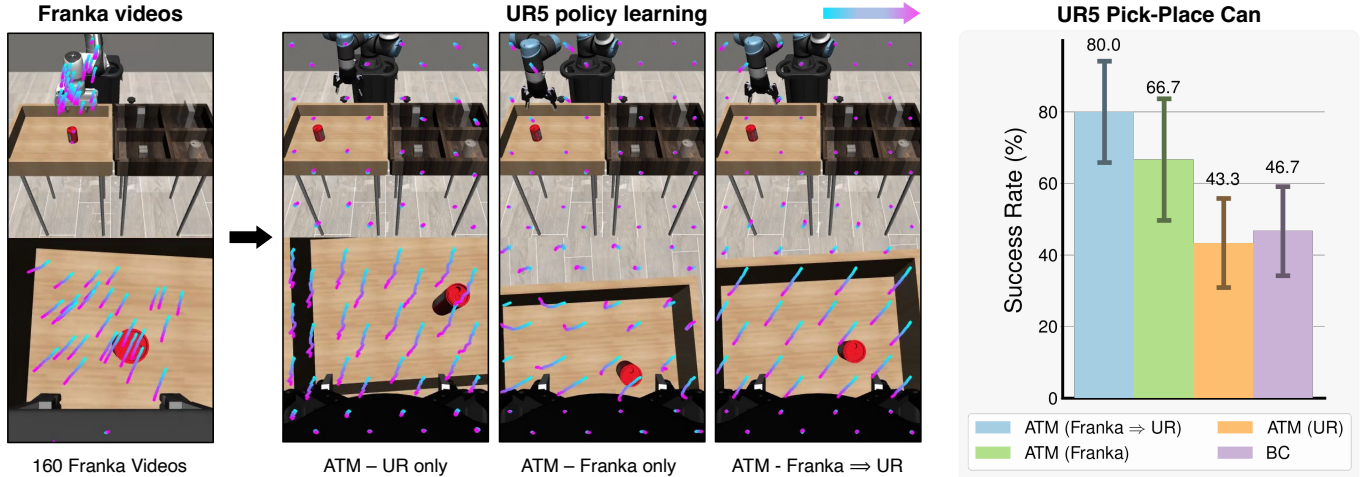 Franka videos
UR5 policy learning
UR5 Pick-Place Can
160 Franka Videos
ATM – UR only
ATM – Franka only
ATM - Franka ⟹ UR
Success Rate (%)
80
60
40
20
0
80.0
66.7
43.3
46.7
ATM (Franka ⇒ UR)
ATM (UR)
ATM (Franka)
BC